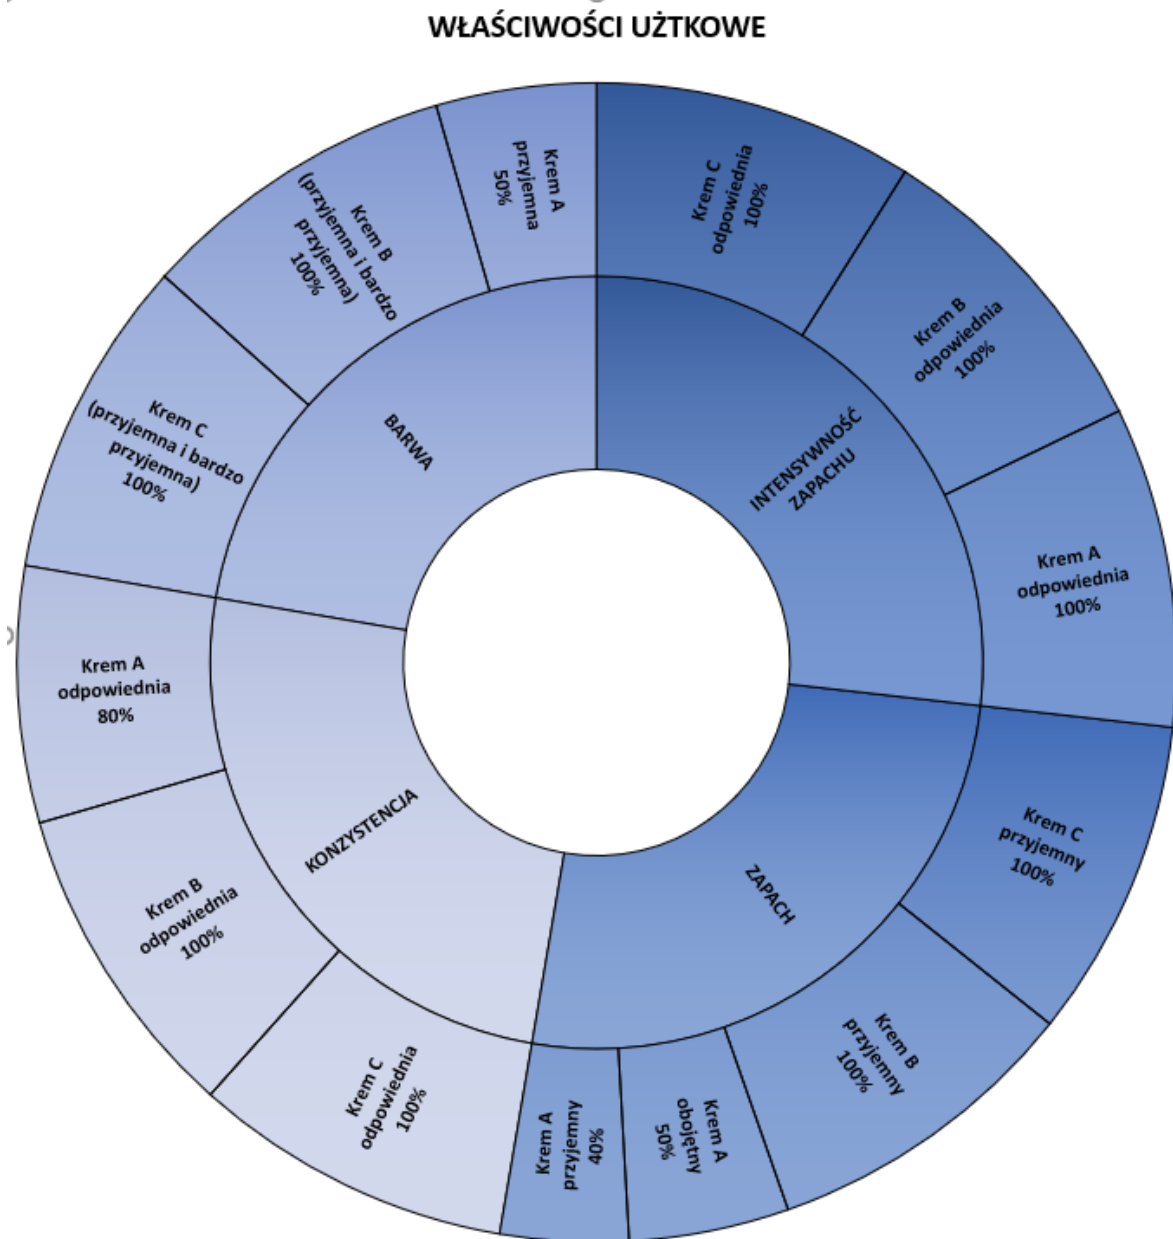 WŁAŚCIWOŚCI UŻTKOWE
Krem C
odpowiednia
100%
Krem B
odpowiednia
100%
Krem A
odpowiednia
100%
INTENSYWNOŚĆ
ZAPACHU
Krem C
przyjemny
100%
Krem B
przyjemny
100%
Krem A
obojętny
50%
Krem A
przyjemny
40%
ZAPACH
Krem C
odpowiednia
100%
Krem B
odpowiednia
100%
Krem A
odpowiednia
80%
KONZYSTENCJA
Krem C
(przyjemna i bardzo
przyjemna)
100%
Krem B
(przyjemna i bardzo
przyjemna)
100%
Krem A
przyjemna
50%
BARWA